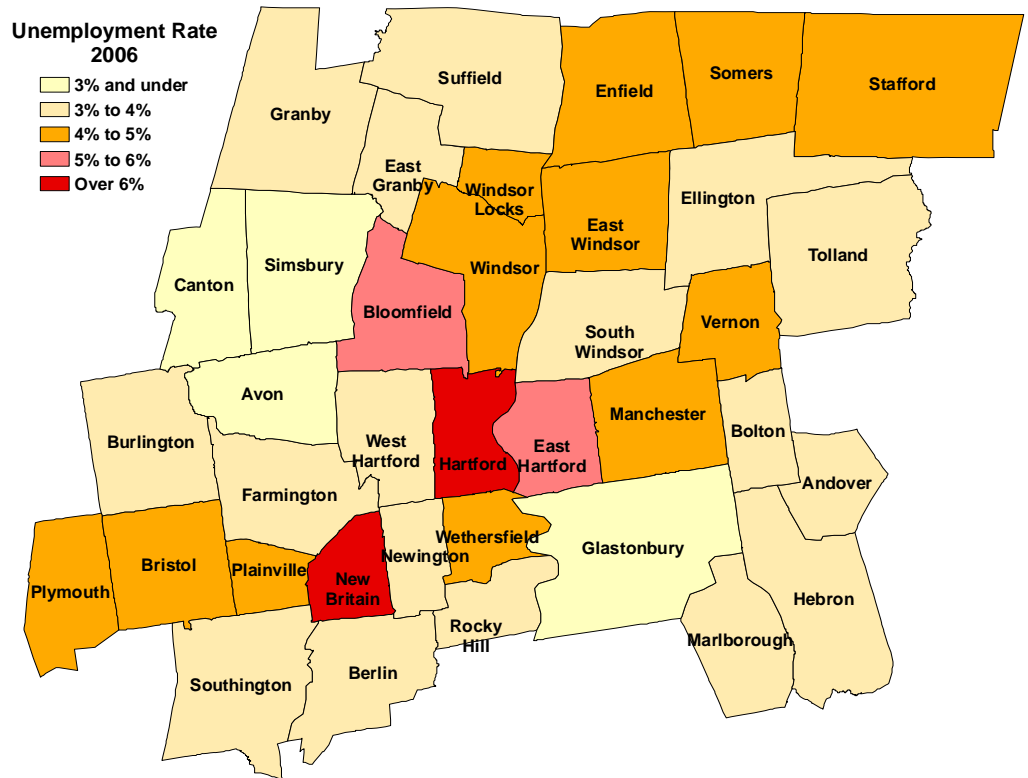 Unemployment Rate
2006
3% and under
3% to 4%
4% to 5%
5% to 6%
Over 6%
Granby
Suffield
Enfield
Somers
Stafford
East
Granby
Windsor
Locks
East
Windsor
Ellington
Tolland
Canton
Simsbury
Bloomfield
Windsor
South
Windsor
Vernon
Avon
Burlington
West
Hartford
Hartford
East
Hartford
Manchester
Bolton
Andover
Farmington
Plymouth
Bristol
Plainville
New
Britain
Newington
Wethersfield
Glastonbury
Hebron
Marlborough
Rocky
Hill
Southington
Berlin